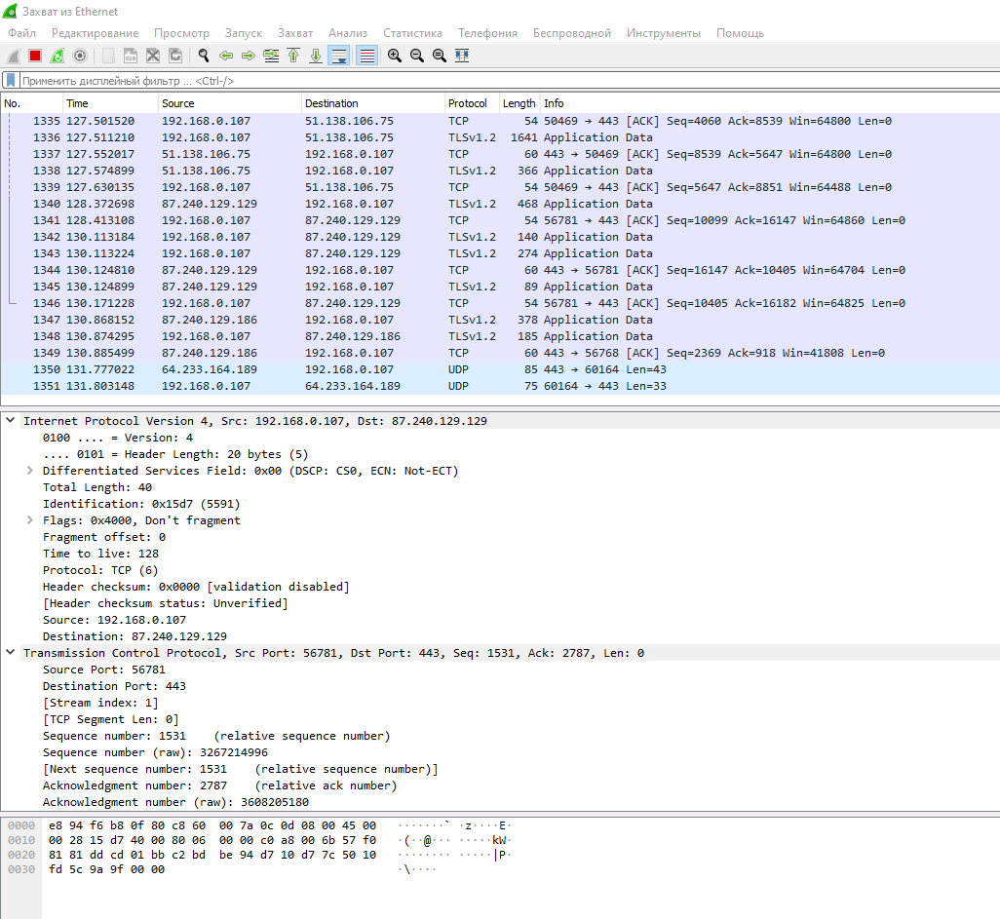 Захват из Ethernet
Файл Редактирование Просмотр Запуск Захват Анализ Статистика Телефония Беспроводной Инструменты Помощь
Применить дисплейный фильтр ... <Ctrl-/>
No. Time Source Destination Protocol Length Info
1335 127.501520 192.168.0.107 51.138.106.75 TCP 54 50469 → 443 [ACK] Seq=4060 Ack=8539 Win=64800 Len=0
1336 127.511210 192.168.0.107 51.138.106.75 TLSv1.2 1641 Application Data
1337 127.552017 51.138.106.75 192.168.0.107 TCP 60 443 → 50469 [ACK] Seq=8539 Ack=5647 Win=64800 Len=0
1338 127.574899 51.138.106.75 192.168.0.107 TLSv1.2 366 Application Data
1339 127.630135 192.168.0.107 51.138.106.75 TCP 54 50469 → 443 [ACK] Seq=5647 Ack=8851 Win=64488 Len=0
1340 128.372698 87.240.129.129 192.168.0.107 TLSv1.2 468 Application Data
1341 128.413108 192.168.0.107 87.240.129.129 TCP 54 56781 → 443 [ACK] Seq=10099 Ack=16147 Win=64860 Len=0
1342 130.113184 192.168.0.107 87.240.129.129 TLSv1.2 140 Application Data
1343 130.113224 192.168.0.107 87.240.129.129 TLSv1.2 274 Application Data
1344 130.124810 87.240.129.129 192.168.0.107 TCP 60 443 → 56781 [ACK] Seq=16147 Ack=10405 Win=64704 Len=0
1345 130.124899 87.240.129.129 192.168.0.107 TLSv1.2 89 Application Data
1346 130.171228 192.168.0.107 87.240.129.129 TCP 54 56781 → 443 [ACK] Seq=10405 Ack=16182 Win=64825 Len=0
1347 130.868152 87.240.129.186 192.168.0.107 TLSv1.2 378 Application Data
1348 130.874295 192.168.0.107 87.240.129.186 TLSv1.2 185 Application Data
1349 130.885499 87.240.129.186 192.168.0.107 TCP 60 443 → 56768 [ACK] Seq=2369 Ack=918 Win=41808 Len=0
1350 131.777022 64.233.164.189 192.168.0.107 UDP 85 443 → 60164 Len=43
1351 131.803148 192.168.0.107 64.233.164.189 UDP 75 60164 → 443 Len=33
Internet Protocol Version 4, Src: 192.168.0.107, Dst: 87.240.129.129
0100 .... = Version: 4
.... 0101 = Header Length: 20 bytes (5)
Differentiated Services Field: 0x00 (DSCP: CS0, ECN: Not-ECT)
Total Length: 40
Identification: 0x15d7 (5591)
Flags: 0x4000, Don't fragment
Fragment offset: 0
Time to live: 128
Protocol: TCP (6)
Header checksum: 0x0000 [validation disabled]
[Header checksum status: Unverified]
Source: 192.168.0.107
Destination: 87.240.129.129
Transmission Control Protocol, Src Port: 56781, Dst Port: 443, Seq: 1531, Ack: 2787, Len: 0
Source Port: 56781
Destination Port: 443
[Stream index: 1]
[TCP Segment Len: 0]
Sequence number: 1531 (relative sequence number)
Sequence number (raw): 3267214996
[Next sequence number: 1531 (relative sequence number)]
Acknowledgment number: 2787 (relative ack number)
Acknowledgment number (raw): 3608205180
0000 e8 94 f6 b8 0f 80 c8 60 00 7a 0c 0d 08 00 45 00 ·······` ·z····E·
0010 00 28 15 d7 40 00 80 06 00 00 c0 a8 00 6b 57 f0 ·(··@··· ·····kW·
0020 81 81 dd cd 01 bb c2 bd be 94 d7 10 d7 7c 50 10 ········ ·····|P·
0030 fd 5c 9a 9f 00 00 ·\····